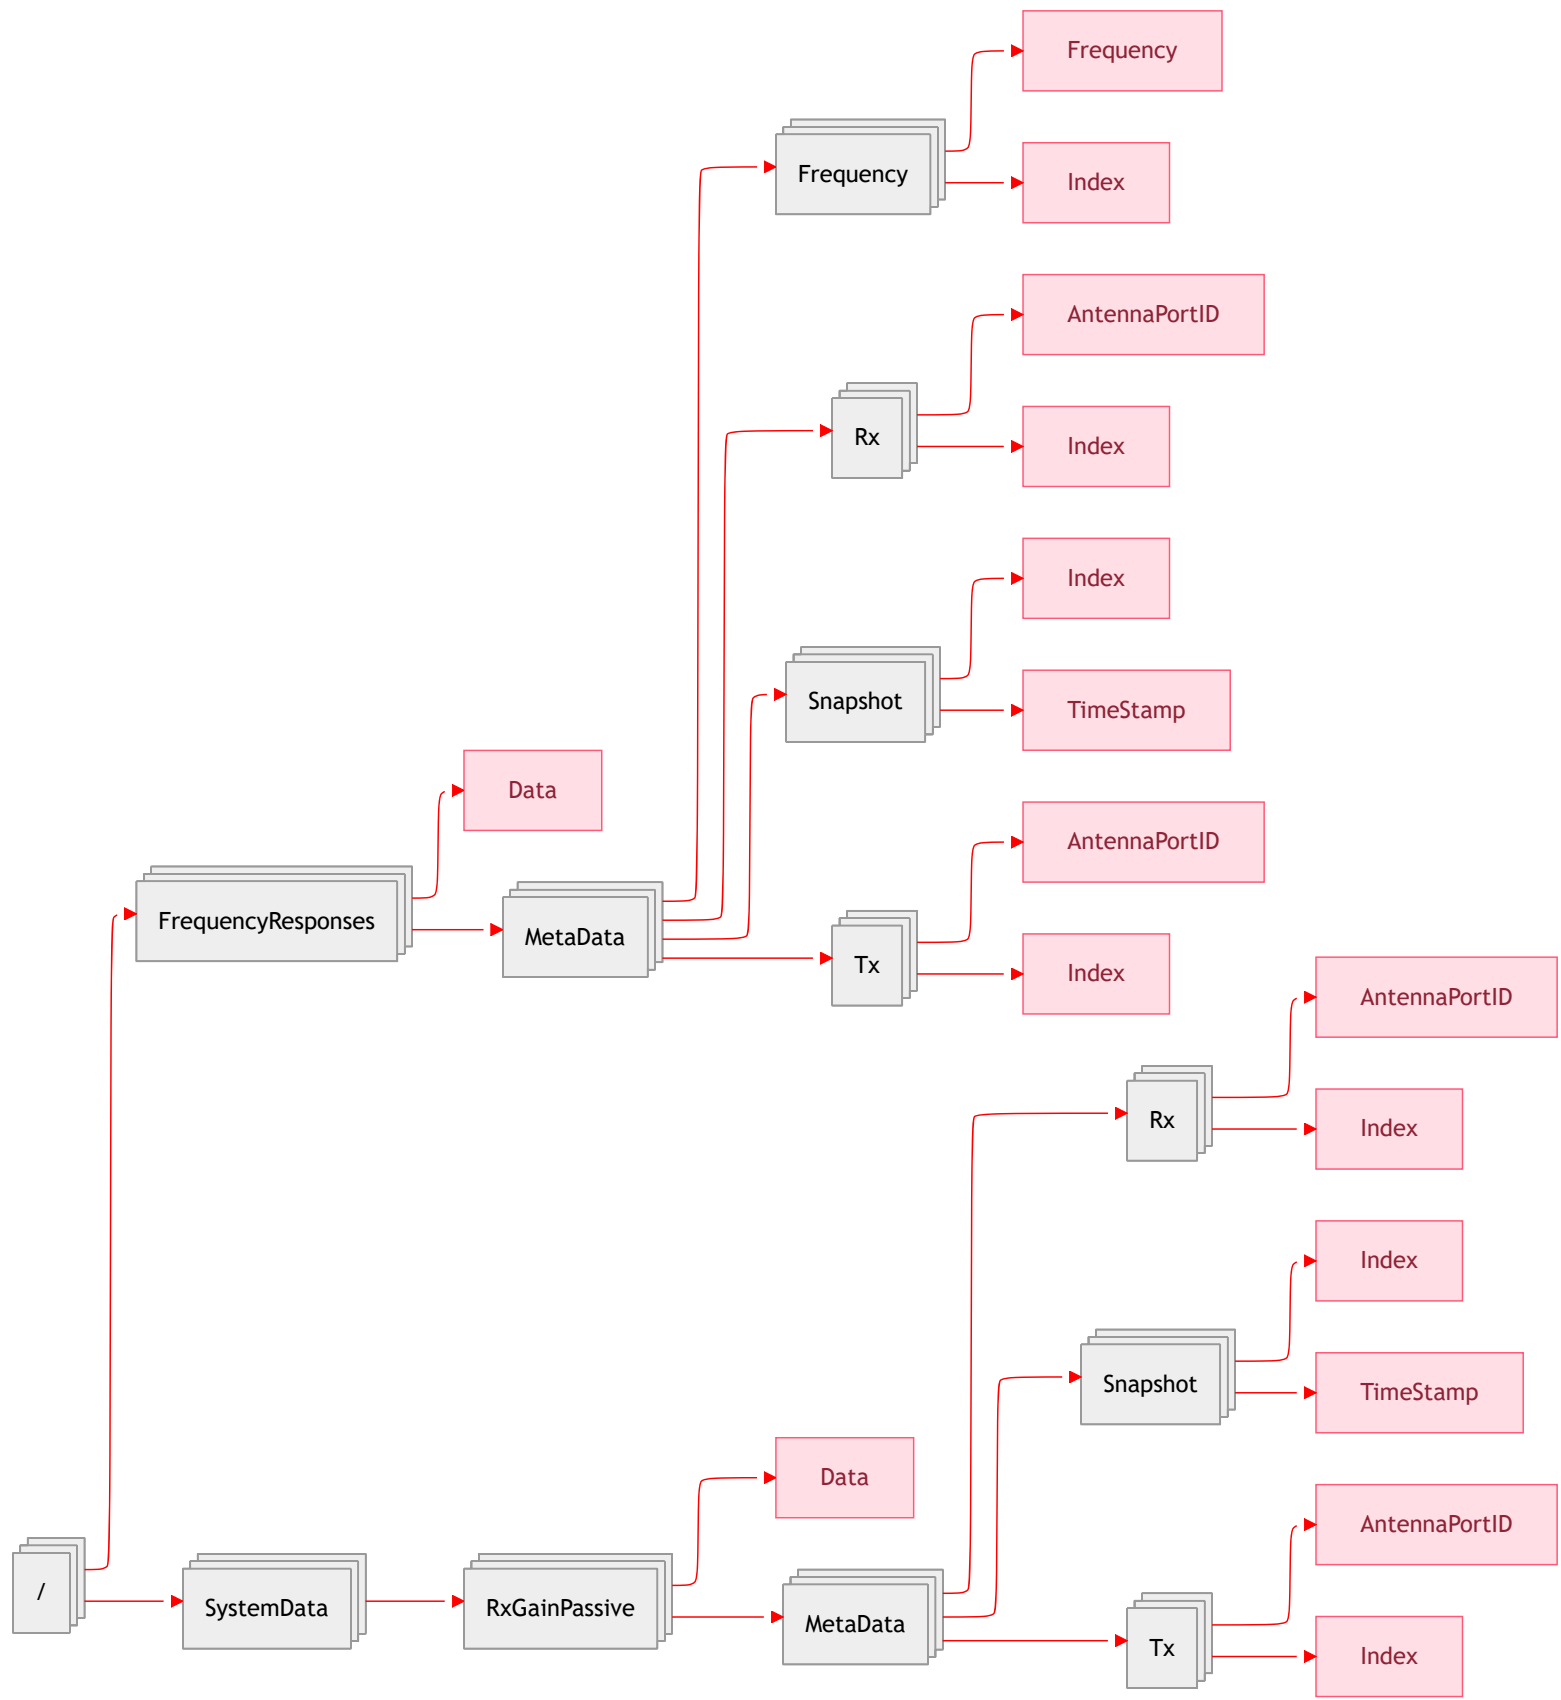 Frequency
Frequency
Index
AntennaPortID
Rx
Index
Index
Snapshot
TimeStamp
Data
AntennaPortID
FrequencyResponses
MetaData
Tx
Index
AntennaPortID
Rx
Index
Index
Snapshot
TimeStamp
Data
AntennaPortID
/
SystemData
RxGainPassive
MetaData
Tx
Index